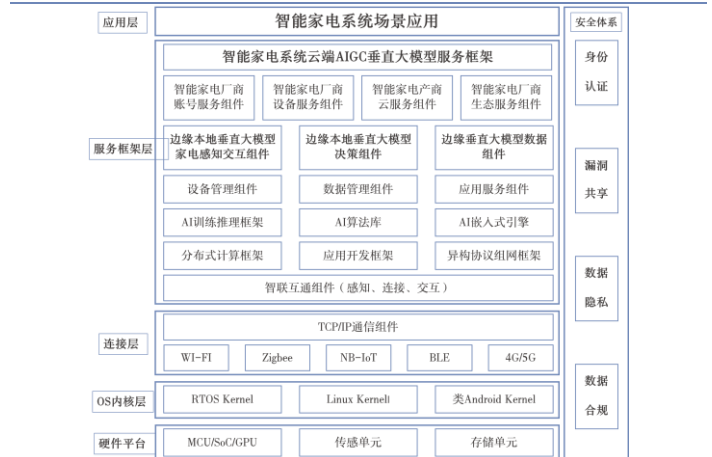 应用层
智能家电系统场景应用
安全体系
智能家电系统云端AIGC垂直大模型服务框架
身份
认证
智能家电厂商
账号服务组件
智能家电厂商
设备服务组件
智能家电产商
云服务组件
智能家电厂商
生态服务组件
服务框架层
边缘本地垂直大模型
家电感知交互组件
边缘本地垂直大模型
决策组件
边缘垂直大模型数据
组件
漏洞
共享
设备管理组件
数据管理组件
应用服务组件
AI训练推理框架
AI算法库
AI嵌入式引擎
分布式计算框架
应用开发框架
异构协议组网框架
数据
隐私
智联互通组件（感知、连接、交互）
连接层
TCP/IP通信组件
WI-FI
Zigbee
NB-IoT
BLE
4G/5G
数据
合规
OS内核层
RTOS Kernel
Linux Kernell
类Android Kernel
硬件平台
MCU/SoC/GPU
传感单元
存储单元